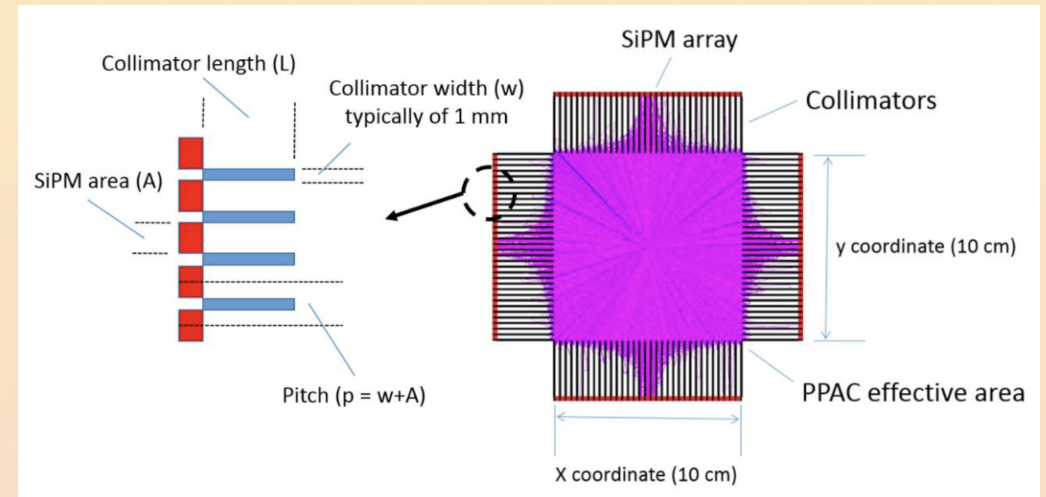 SiPM array
Collimator length (L)
Collimator width (w)
typically of 1 mm
Collimators
SiPM area (A)
y coordinate (10 cm)
Pitch (p = w+A)
PPAC effective area
X coordinate (10 cm)